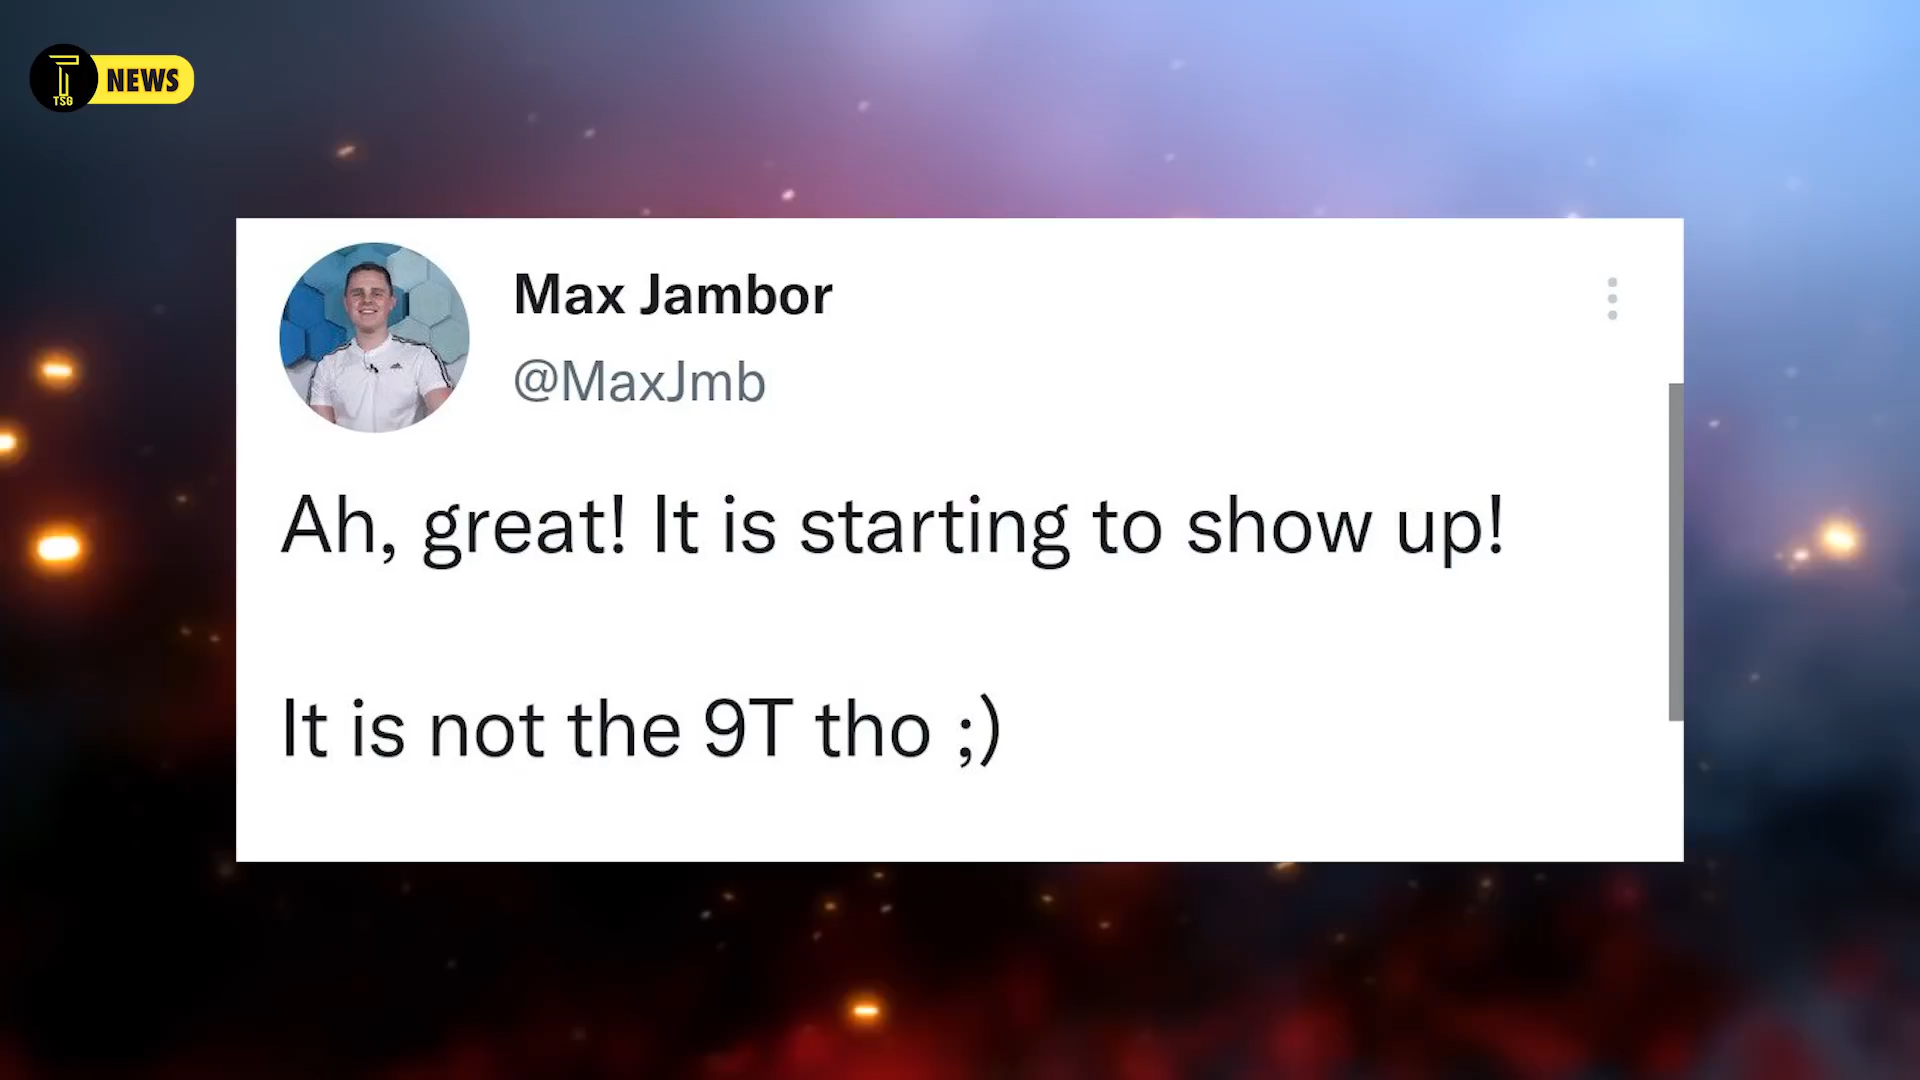 TSG
NEWS
Max Jambor
@MaxJmb
Ah, great! It is starting to show up!
It is not the 9T tho ;)